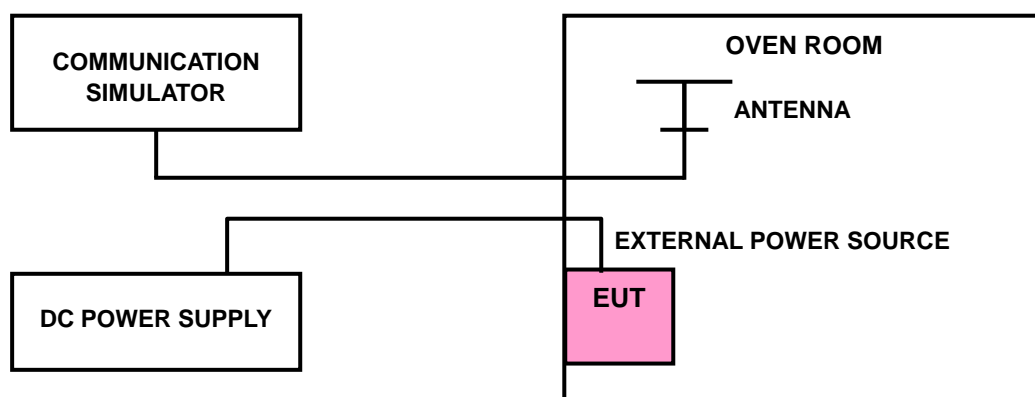 COMMUNICATION
SIMULATOR
OVEN ROOM
ANTENNA
EXTERNAL POWER SOURCE
DC POWER SUPPLY
EUT